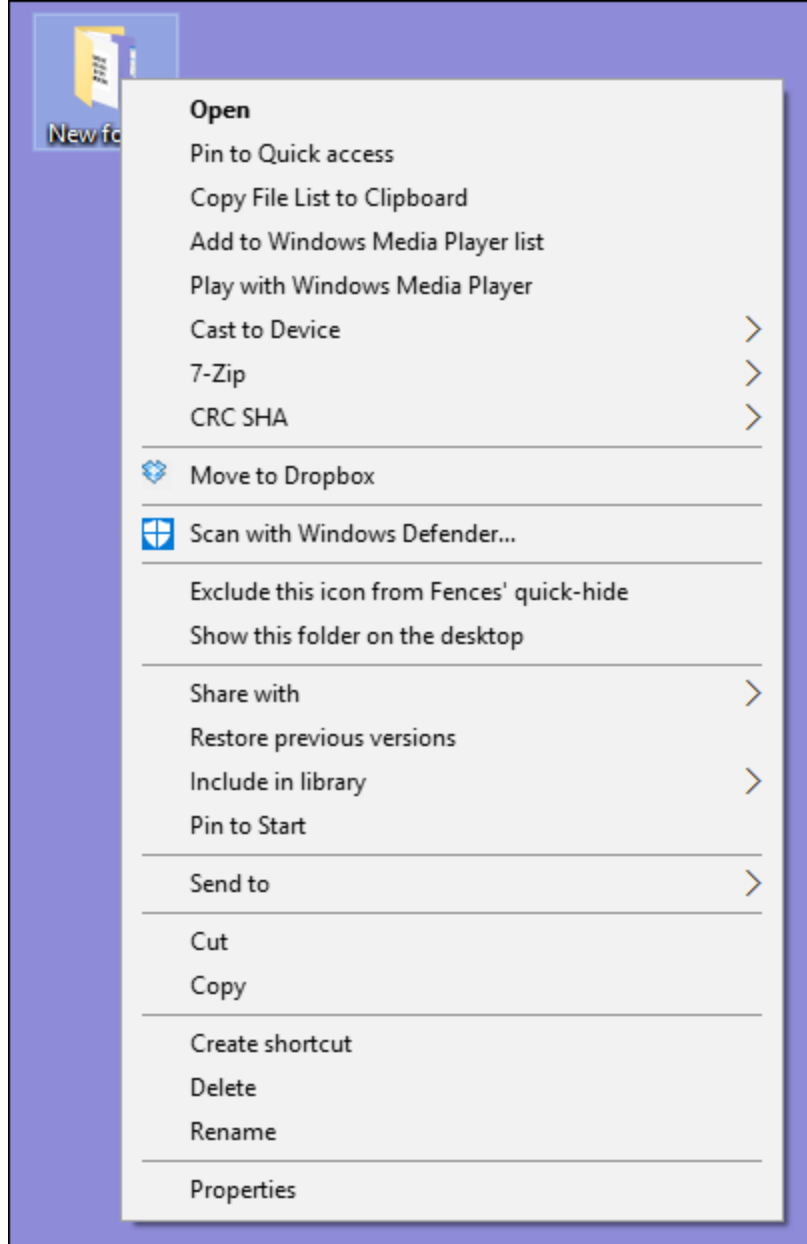 New fo
Open
Pin to Quick access
Copy File List to Clipboard
Add to Windows Media Player list
Play with Windows Media Player
Cast to Device
7-Zip
CRC SHA
Move to Dropbox
Scan with Windows Defender...
Exclude this icon from Fences' quick-hide
Show this folder on the desktop
Share with
Restore previous versions
Include in library
Pin to Start
Send to
Cut
Copy
Create shortcut
Delete
Rename
Properties